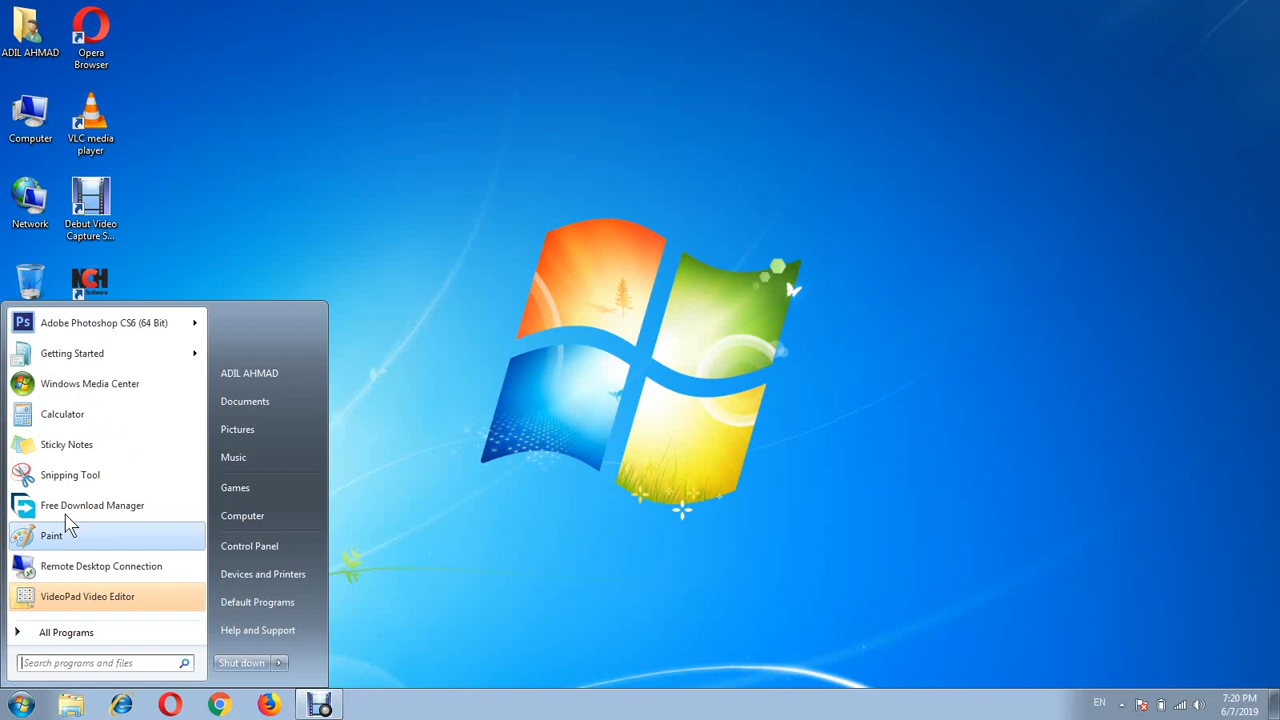 ADIL AHMAD
Opera
Browser
Computer
VLC media
player
Network
Debut Video
Capture S...
NCH
Software
Ps
Adobe Photoshop CS6 (64 Bit)
Getting Started
Windows Media Center
Calculator
Sticky Notes
Snipping Tool
Free Download Manager
Paint
Remote Desktop Connection
VideoPad Video Editor
All Programs
Search programs and files
ADIL AHMAD
Documents
Pictures
Music
Games
Computer
Control Panel
Devices and Printers
Default Programs
Help and Support
Shut down
EN
7:20 PM
6/7/2019